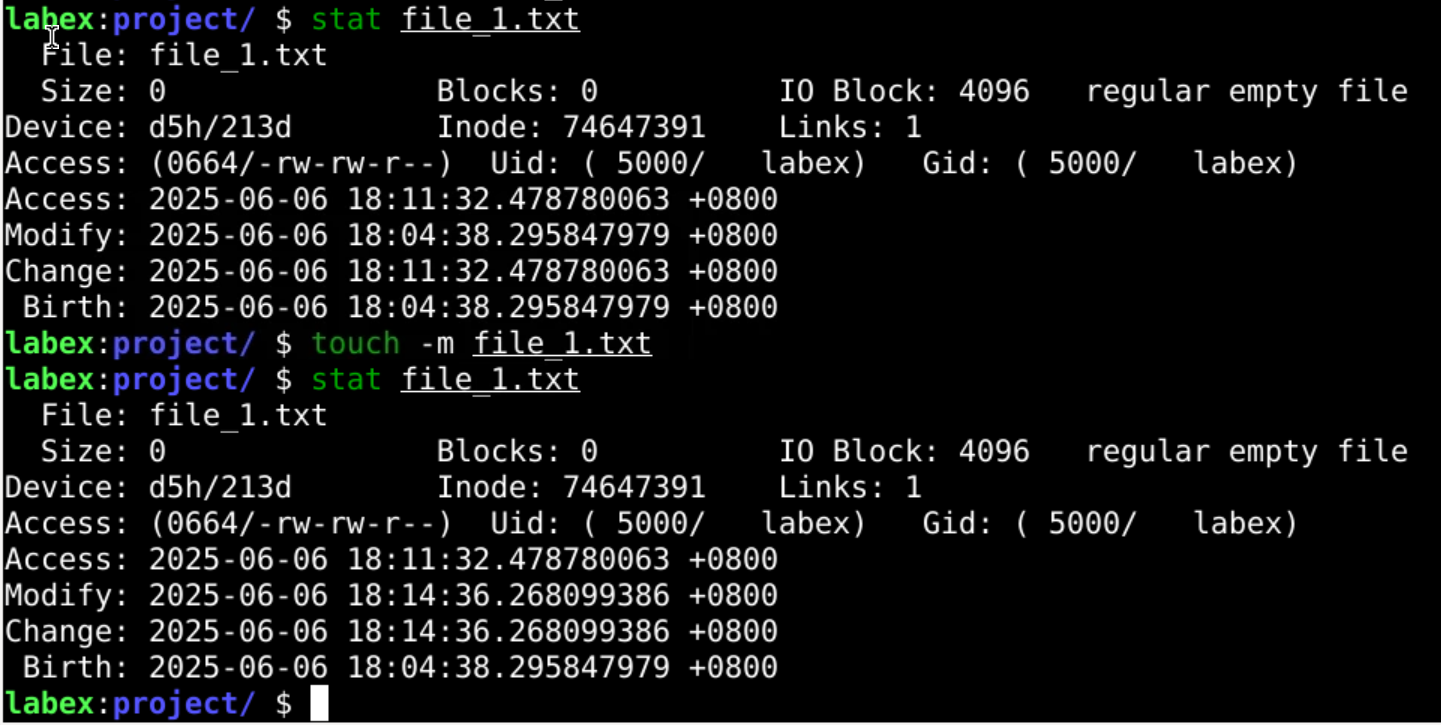 labex:project/ $ stat file_1.txt
  File: file_1.txt
  Size: 0               Blocks: 0          IO Block: 4096   regular empty file
Device: d5h/213d        Inode: 74647391    Links: 1
Access: (0664/-rw-rw-r--)  Uid: ( 5000/   labex)   Gid: ( 5000/   labex)
Access: 2025-06-06 18:11:32.478780063 +0800
Modify: 2025-06-06 18:04:38.295847979 +0800
Change: 2025-06-06 18:11:32.478780063 +0800
 Birth: 2025-06-06 18:04:38.295847979 +0800
labex:project/ $ touch -m file_1.txt
labex:project/ $ stat file_1.txt
  File: file_1.txt
  Size: 0               Blocks: 0          IO Block: 4096   regular empty file
Device: d5h/213d        Inode: 74647391    Links: 1
Access: (0664/-rw-rw-r--)  Uid: ( 5000/   labex)   Gid: ( 5000/   labex)
Access: 2025-06-06 18:11:32.478780063 +0800
Modify: 2025-06-06 18:14:36.268099386 +0800
Change: 2025-06-06 18:14:36.268099386 +0800
 Birth: 2025-06-06 18:04:38.295847979 +0800
labex:project/ $